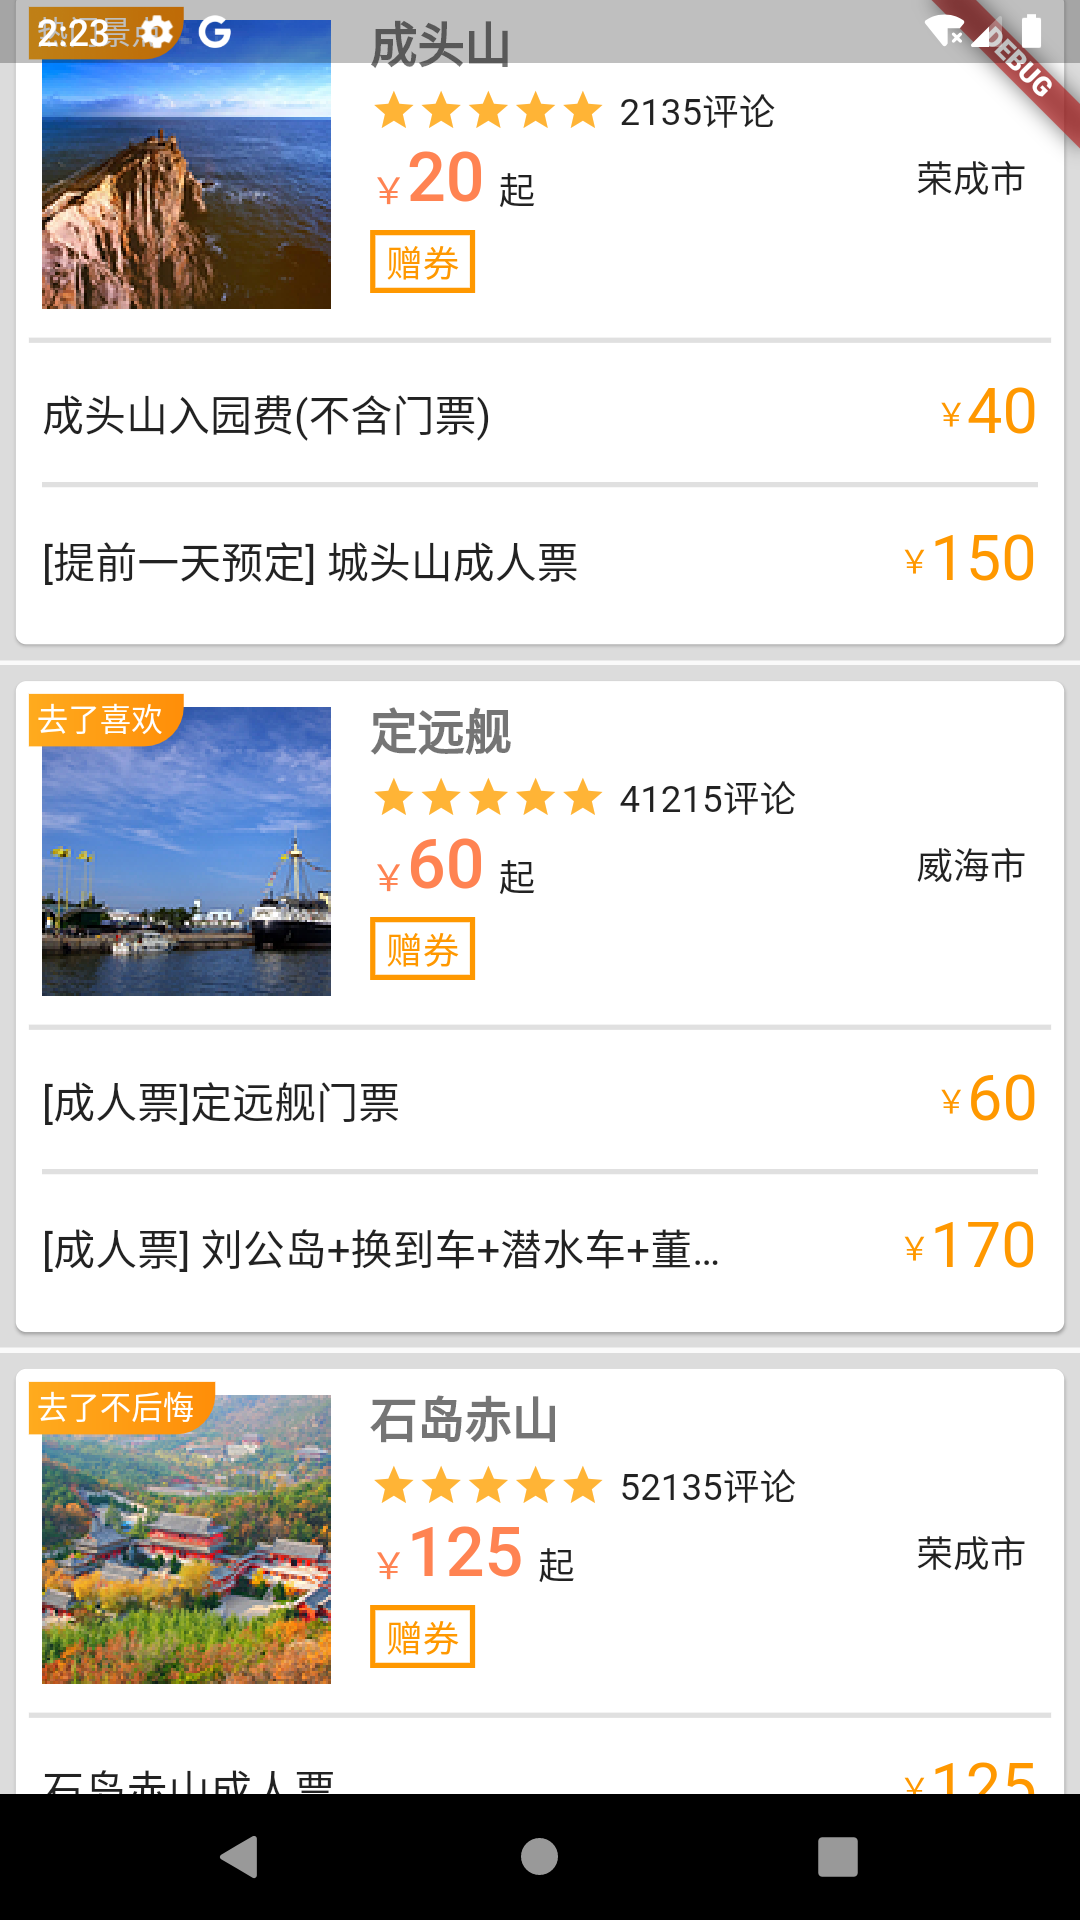 2:23
热门景点
DEBUG
成头山
2135评论
¥20 起
荣成市
赠券
成头山入园费(不含门票)
¥40
[提前一天预定] 城头山成人票
¥150
去了喜欢
定远舰
41215评论
¥60 起
威海市
赠券
[成人票]定远舰门票
¥60
[成人票] 刘公岛+换到车+潜水车+董...
¥170
去了不后悔
石岛赤山
52135评论
¥125 起
荣成市
赠券
石岛赤山成人票
¥125